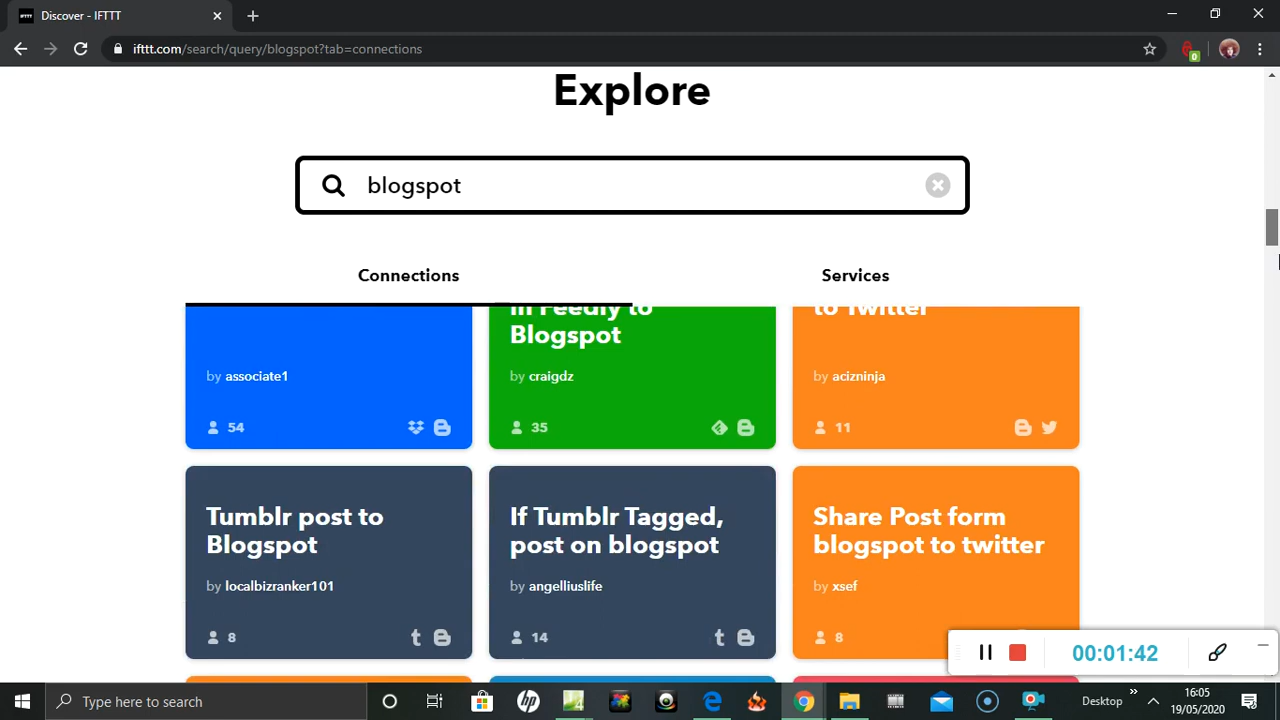 Discover - IFTTT
ifttt.com/search/query/blogspot?tab=connections
0
Explore
blogspot
Connections
Services
in Feedly to
Blogspot
to Twitter
by associate1
by craigdz
by acizninja
54
35
11
Tumblr post to
Blogspot
If Tumblr Tagged,
post on blogspot
Share Post form
blogspot to twitter
by localbizranker101
by angelliuslife
by xsef
8
14
8
00:01:42
Type here to search
Desktop
16:05
19/05/2020